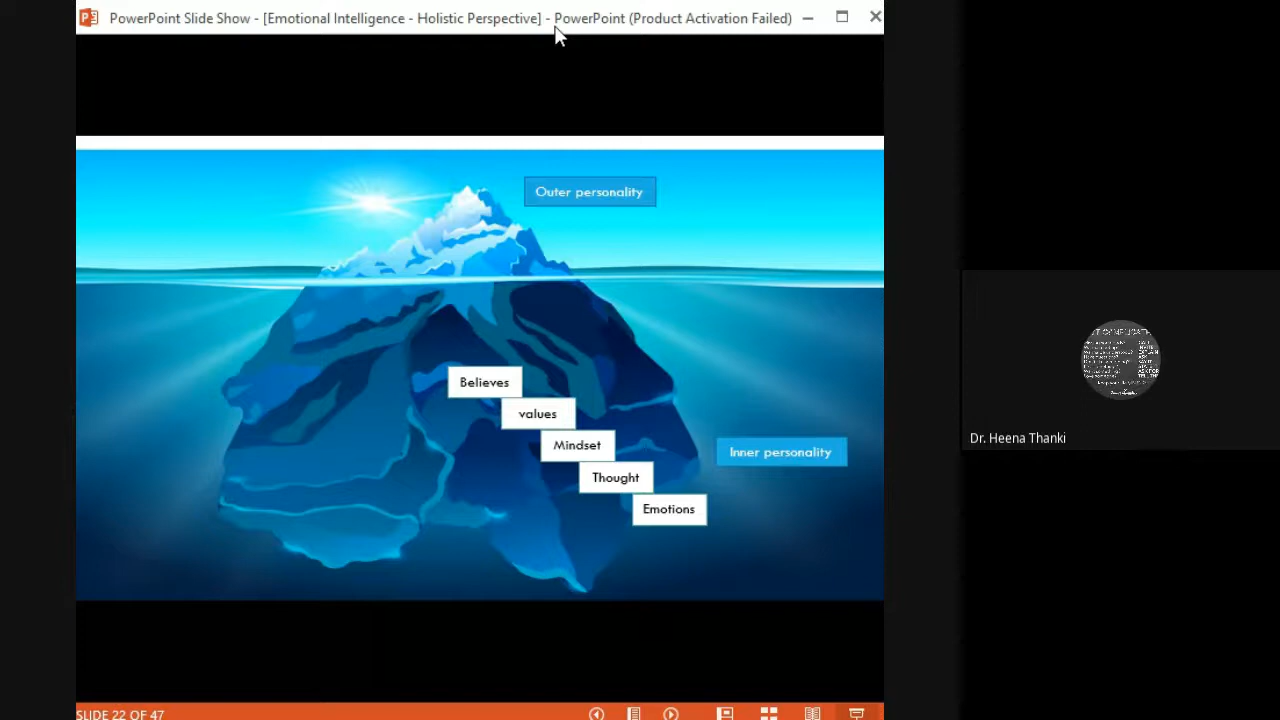 PowerPoint Slide Show - [Emotional Intelligence - Holistic Perspective] - PowerPoint (Product Activation Failed)
Outer personality
Believes
values
Mindset
Thought
Inner personality
Emotions
Dr. Heena Thanki
SLIDE 22 OF 47